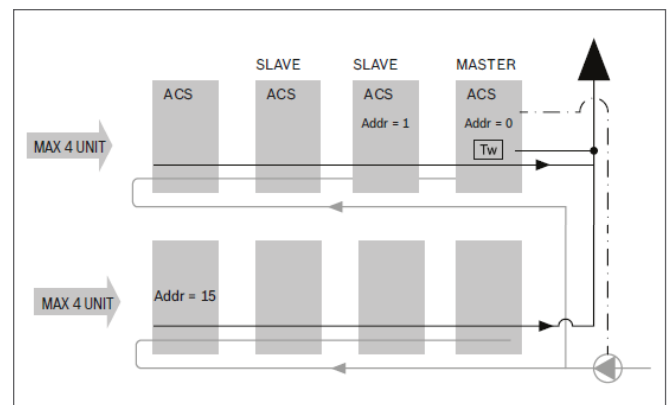 SLAVE SLAVE MASTER
ACS ACS ACS ACS
Addr = 1 Addr = 0
MAX 4 UNIT
Tw
Addr = 15
MAX 4 UNIT